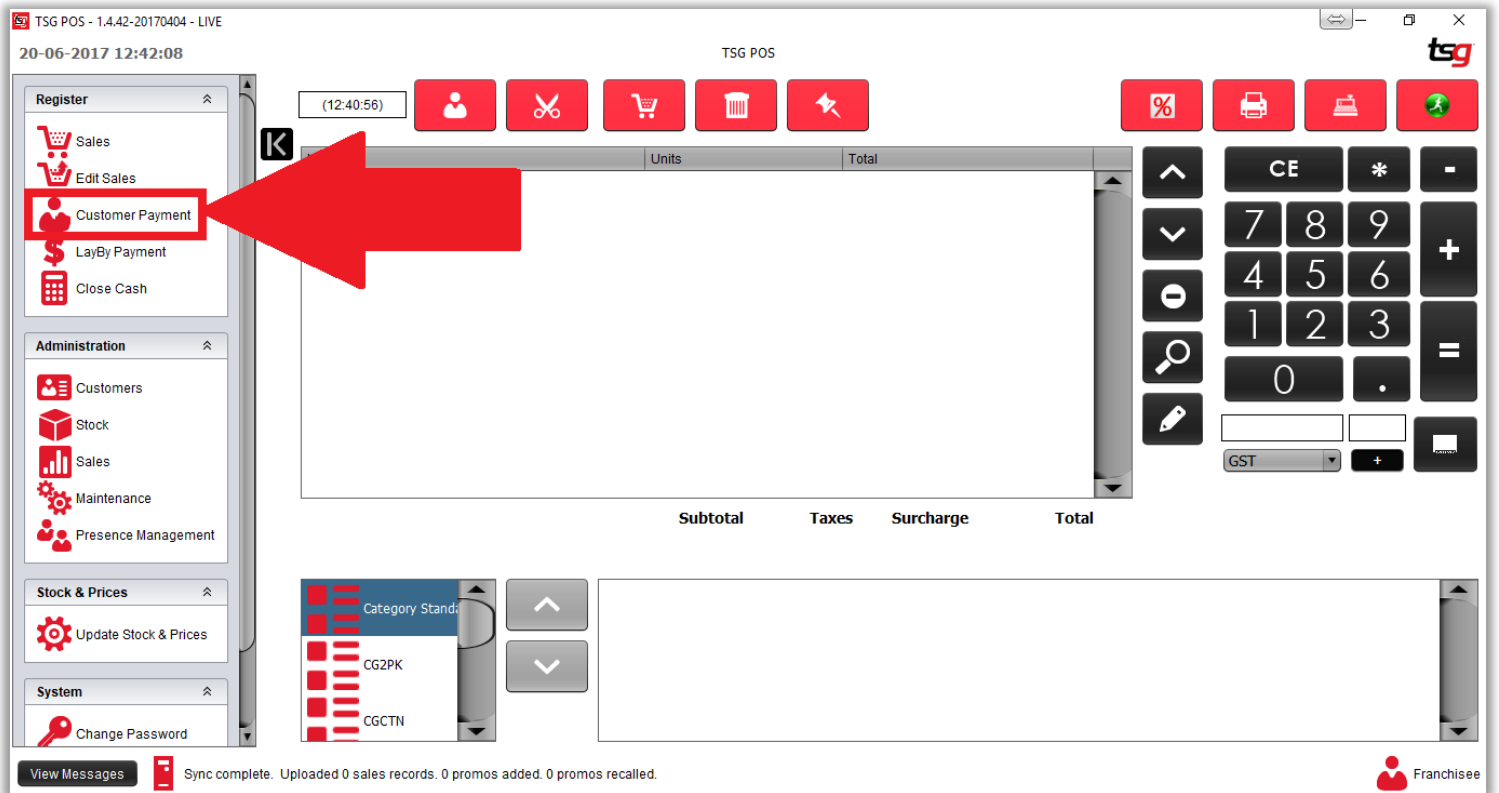 TSG POS - 1.4.42-20170404 - LIVE
20-06-2017 12:42:08
TSG POS
tsg
Register
Sales
Edit Sales
Customer Payment
LayBy Payment
Close Cash
Administration
Customers
Stock
Sales
Maintenance
Presence Management
Stock & Prices
Update Stock & Prices
System
Change Password
(12:40:56)
%
Units Total
CE * -
7 8 9 +
4 5 6
1 2 3 =
0 .
GST +
Subtotal Taxes Surcharge Total
CG2PK
CGCTN
Category Standa
View Messages
Sync complete. Uploaded 0 sales records. 0 promos added. 0 promos recalled.
Franchisee